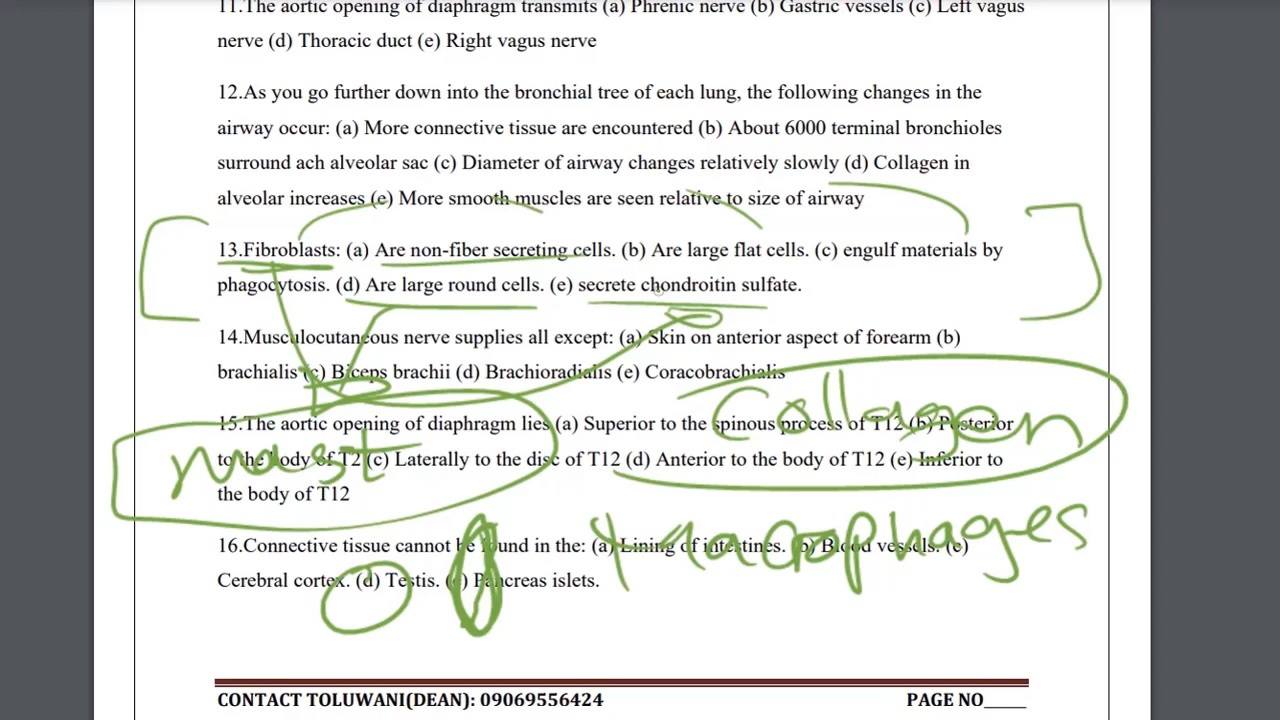 11.The aortic opening of diaphragm transmits (a) Phrenic nerve (b) Gastric vessels (c) Left vagus
nerve (d) Thoracic duct (e) Right vagus nerve
12.As you go further down into the bronchial tree of each lung, the following changes in the
airway occur: (a) More connective tissue are encountered (b) About 6000 terminal bronchioles
surround ach alveolar sac (c) Diameter of airway changes relatively slowly (d) Collagen in
alveolar increases (e) More smooth muscles are seen relative to size of airway
13.Fibroblasts: (a) Are non-fiber secreting cells. (b) Are large flat cells. (c) engulf materials by
phagocytosis. (d) Are large round cells. (e) secrete chondroitin sulfate.
14.Musculocutaneous nerve supplies all except: (a) Skin on anterior aspect of forearm (b)
brachialis (c) Biceps brachii (d) Brachioradialis (e) Coracobrachialis
Collagen
15.The aortic opening of diaphragm lies (a) Superior to the spinous process of T12 (b) Posterior
mast
to the body of T2 (c) Laterally to the disc of T12 (d) Anterior to the body of T12 (e) Inferior to
the body of T12
Macrophages
16.Connective tissue cannot be found in the: (a) Lining of intestines. (b) Blood vessels. (c)
Cerebral cortex. (d) Testis. (e) Pancreas islets.
CONTACT TOLUWANI(DEAN): 09069556424 PAGE NO_____